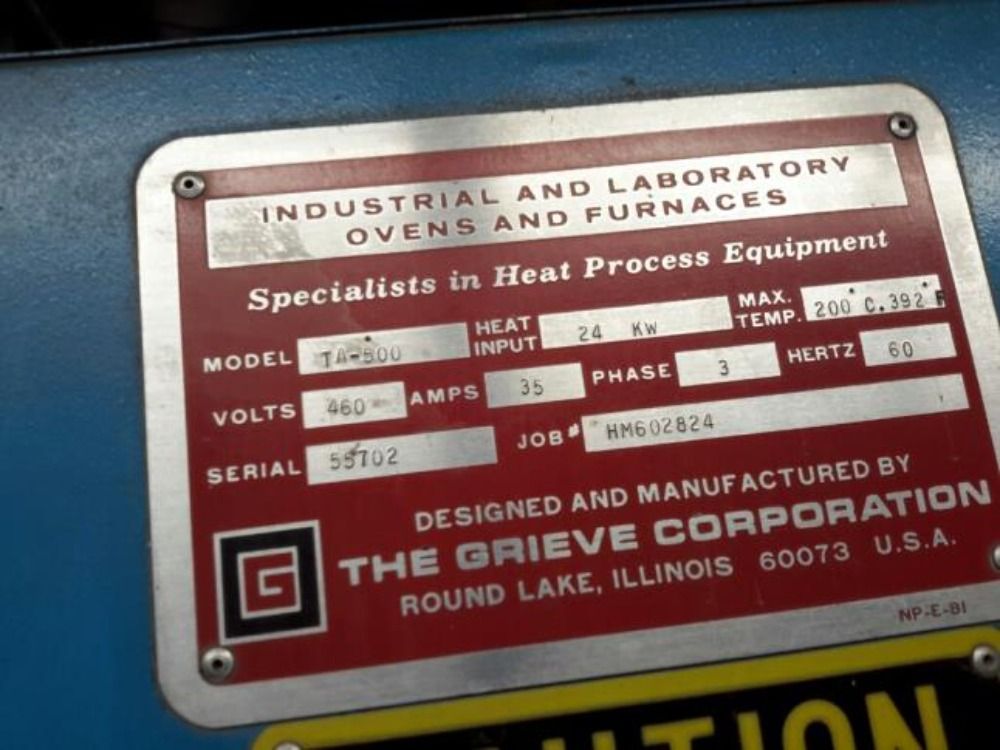 INDUSTRIAL AND LABORATORY
OVENS AND FURNACES
Specialists in Heat Process Equipment
MODEL TA-500 HEAT INPUT 24 KW MAX. TEMP. 200°C.392°F
VOLTS 460 AMPS 35 PHASE 3 HERTZ 60
SERIAL 55702 JOB# HM602824
DESIGNED AND MANUFACTURED BY
G THE GRIEVE CORPORATION
ROUND LAKE, ILLINOIS 60073 U.S.A.
NP-E-81